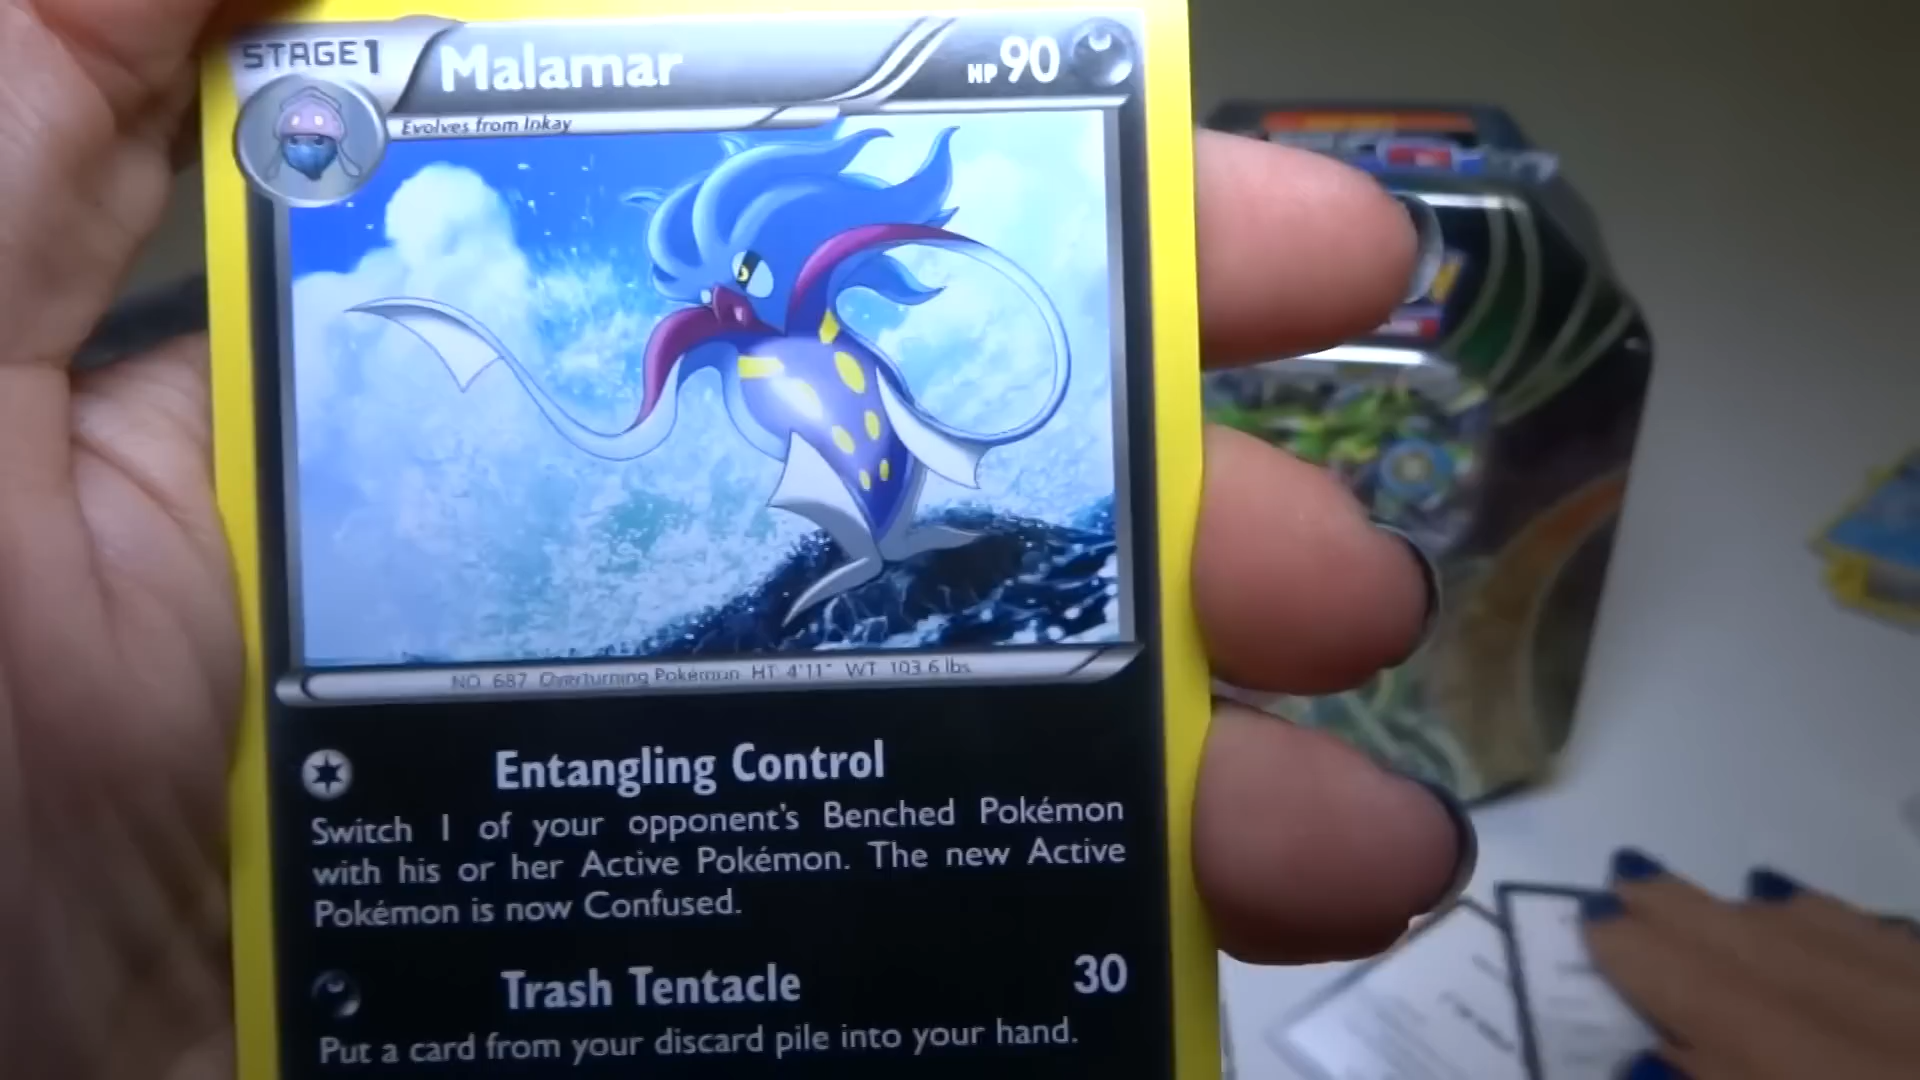 STAGE1 Malamar HP 90
Evolves from Inkay
NO. 687 Overturning Pokémon HT 4'11" WT 103.6 lbs.
Entangling Control
Switch 1 of your opponent's Benched Pokémon
with his or her Active Pokémon. The new Active
Pokémon is now Confused.
Trash Tentacle 30
Put a card from your discard pile into your hand.